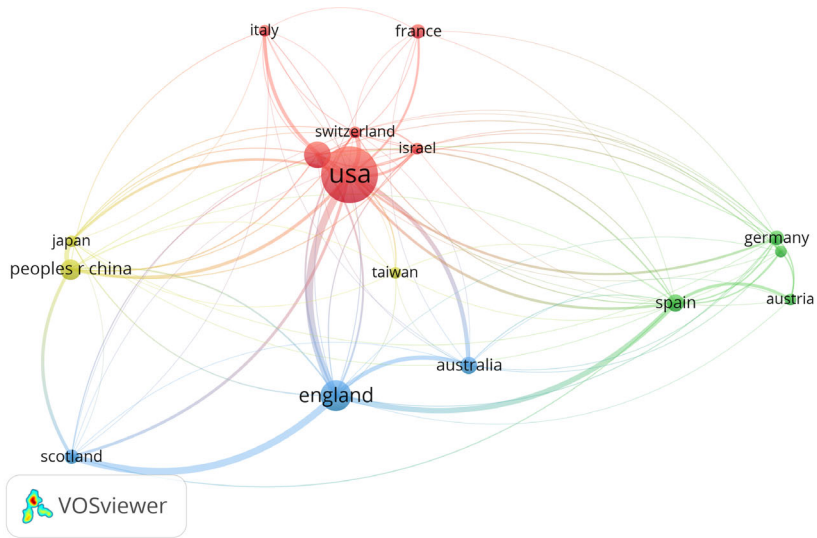 italy
france
switzerland
israel
usa
japan
peoples r china
taiwan
germany
spain
austria
australia
england
scotland
VOSviewer